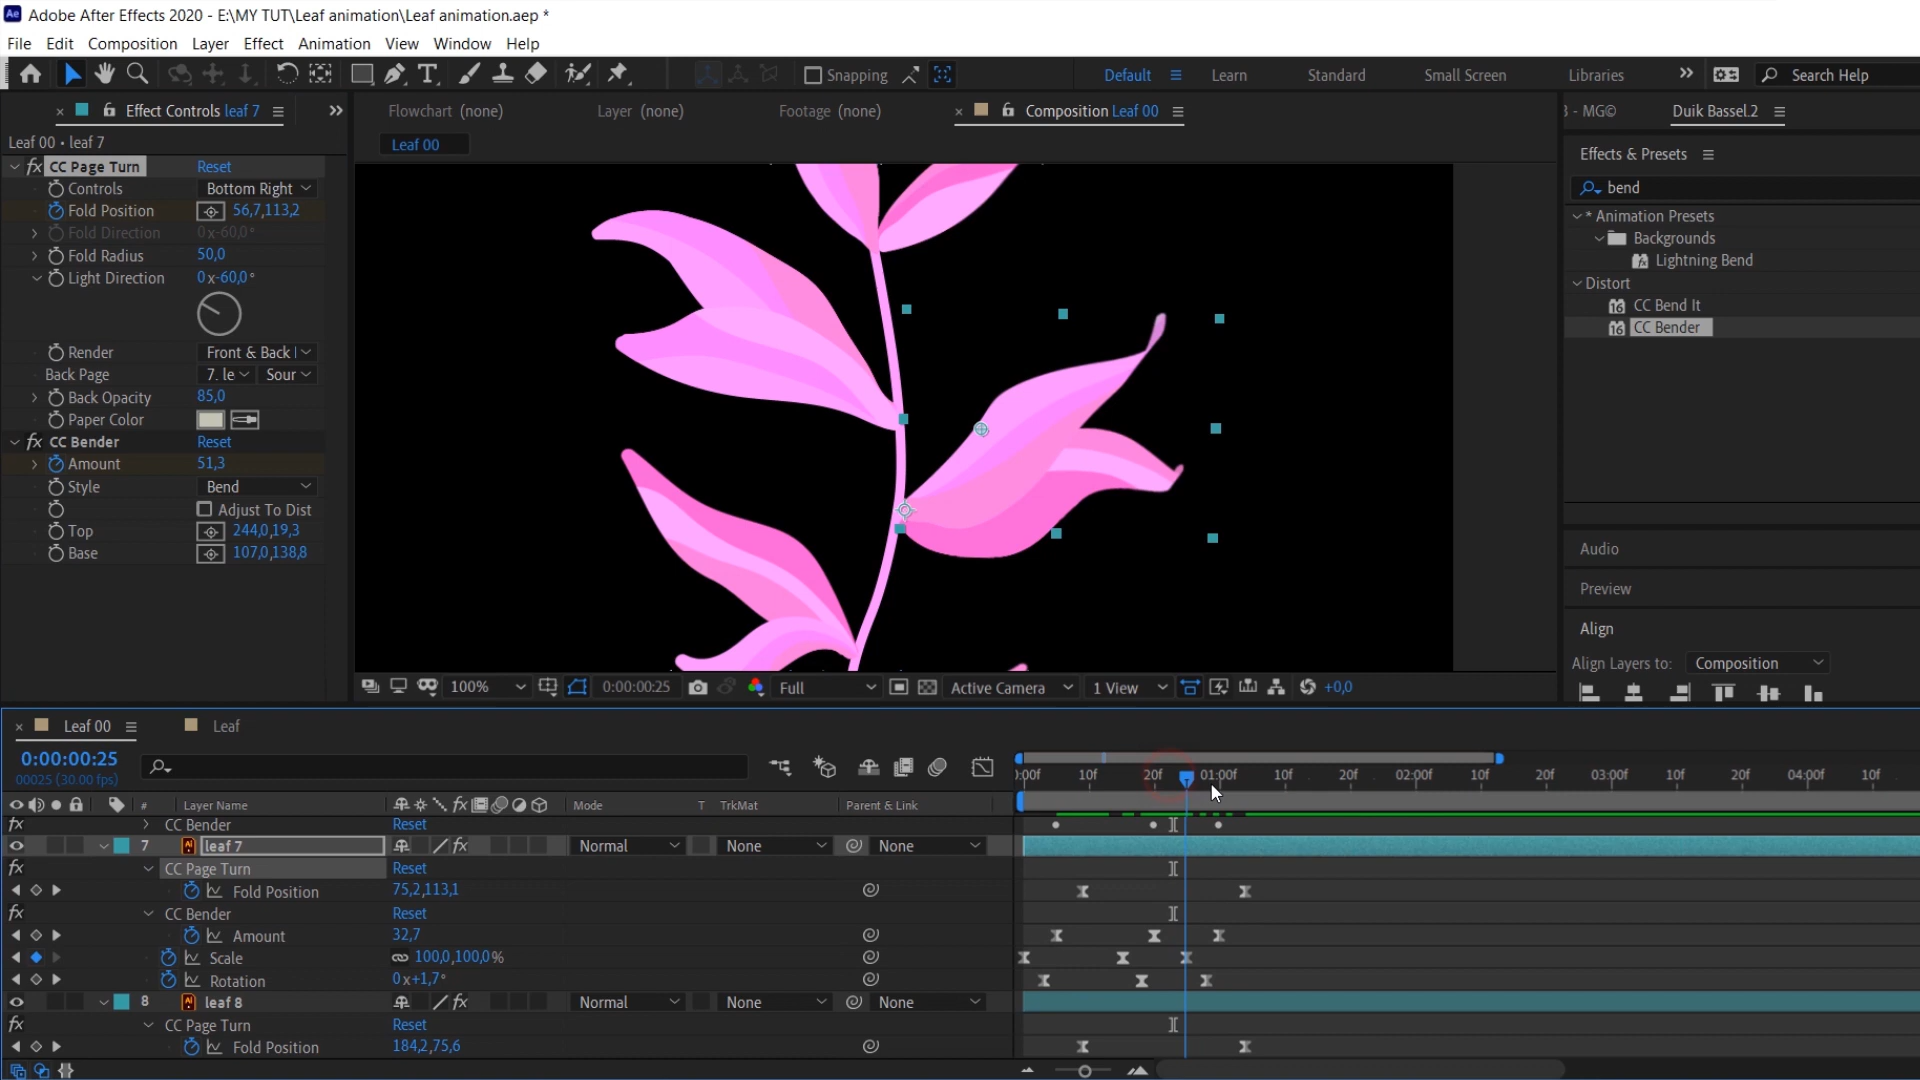 Adobe After Effects 2020 - E:\MY TUT\Leaf animation\Leaf animation.aep *
File Edit Composition Layer Effect Animation View Window Help
Snapping Default Learn Standard Small Screen Libraries Search Help
Effect Controls leaf 7
Flowchart (none) Layer (none) Footage (none) Composition Leaf 00
- MG© Duik Bassel.2
Leaf 00 • leaf 7
Leaf 00
CC Page Turn Reset
Controls Bottom Right
Fold Position 56,7,113,2
Fold Direction 0x-60,0°
Fold Radius 50,0
Light Direction 0x-60,0°
Render Front & Back
Back Page 7. le Sour
Back Opacity 85,0
Paper Color
CC Bender Reset
Amount 51,3
Style Bend
Adjust To Dist
Top 244,0,19,3
Base 107,0,138,8
Effects & Presets
bend
* Animation Presets
Backgrounds
Lightning Bend
Distort
CC Bend It
CC Bender
Audio
Preview
Align
Align Layers to: Composition
100% 0:00:00:25 Full Active Camera 1 View +0,0
Leaf 00 Leaf
0:00:00:25
00025 (30.00 fps)
:00f 10f 20f 01:00f 10f 20f 02:00f 10f 20f 03:00f 10f 20f 04:00f 10f
# Layer Name Mode T TrkMat Parent & Link
CC Bender Reset
7 leaf 7 Normal None None
CC Page Turn Reset
Fold Position 75,2,113,1
CC Bender Reset
Amount 32,7
Scale 100,0,100,0%
Rotation 0x+1,7°
8 leaf 8 Normal None None
CC Page Turn Reset
Fold Position 184,2,75,6